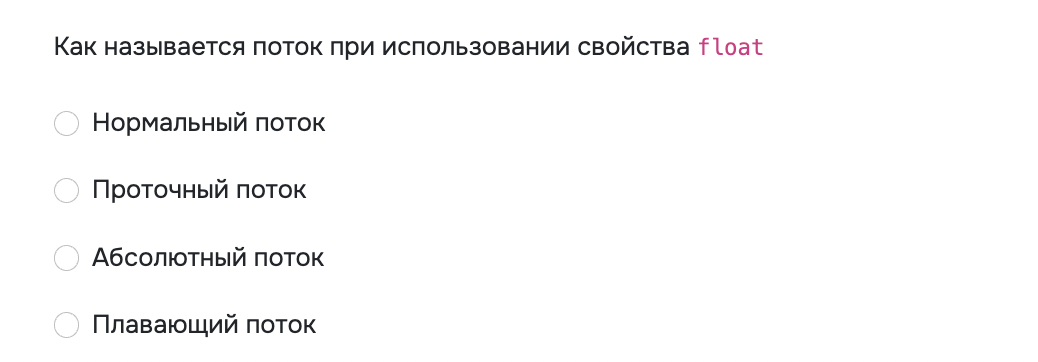 Как называется поток при использовании свойства float
Нормальный поток
Проточный поток
Абсолютный поток
Плавающий поток